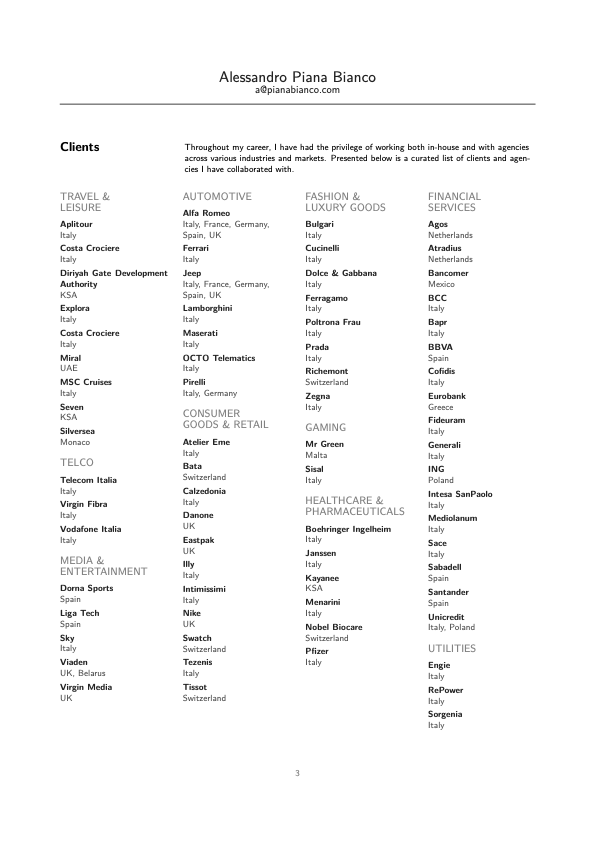 Alessandro Piana Bianco
a@pianabianco.com
Clients
Throughout my career, I have had the privilege of working both in-house and with agencies
across various industries and markets. Presented below is a curated list of clients and agen-
cies I have collaborated with.
TRAVEL &
LEISURE
Aplitour
Italy
Costa Crociere
Italy
Diriyah Gate Development
Authority
KSA
Explora
Italy
Costa Crociere
Italy
Miral
UAE
MSC Cruises
Italy
Seven
KSA
Silversea
Monaco
TELCO
Telecom Italia
Italy
Virgin Fibra
Italy
Vodafone Italia
Italy
MEDIA &
ENTERTAINMENT
Dorna Sports
Spain
Liga Tech
Spain
Sky
Italy
Viaden
UK, Belarus
Virgin Media
UK
AUTOMOTIVE
Alfa Romeo
Italy, France, Germany,
Spain, UK
Ferrari
Italy
Jeep
Italy, France, Germany,
Spain, UK
Lamborghini
Italy
Maserati
Italy
OCTO Telematics
Italy
Pirelli
Italy, Germany
CONSUMER
GOODS & RETAIL
Atelier Eme
Italy
Bata
Switzerland
Calzedonia
Italy
Danone
UK
Eastpak
UK
Illy
Italy
Intimissimi
Italy
Nike
UK
Swatch
Switzerland
Tezenis
Italy
Tissot
Switzerland
FASHION &
LUXURY GOODS
Bulgari
Italy
Cucinelli
Italy
Dolce & Gabbana
Italy
Ferragamo
Italy
Poltrona Frau
Italy
Prada
Italy
Richemont
Switzerland
Zegna
Italy
GAMING
Mr Green
Malta
Sisal
Italy
HEALTHCARE &
PHARMACEUTICALS
Boehringer Ingelheim
Italy
Janssen
Italy
Kayanee
KSA
Menarini
Italy
Nobel Biocare
Switzerland
Pfizer
Italy
FINANCIAL
SERVICES
Agos
Netherlands
Atradius
Netherlands
Bancomer
Mexico
BCC
Italy
Bapr
Italy
BBVA
Spain
Cofidis
Italy
Eurobank
Greece
Fideuram
Italy
Generali
Italy
ING
Poland
Intesa SanPaolo
Italy
Mediolanum
Italy
Sace
Italy
Sabadell
Spain
Santander
Spain
Unicredit
Italy, Poland
UTILITIES
Engie
Italy
RePower
Italy
Sorgenia
Italy
3